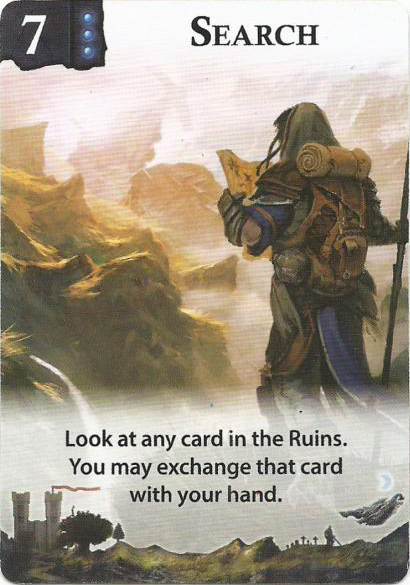 7
SEARCH
Look at any card in the Ruins.
You may exchange that card
with your hand.